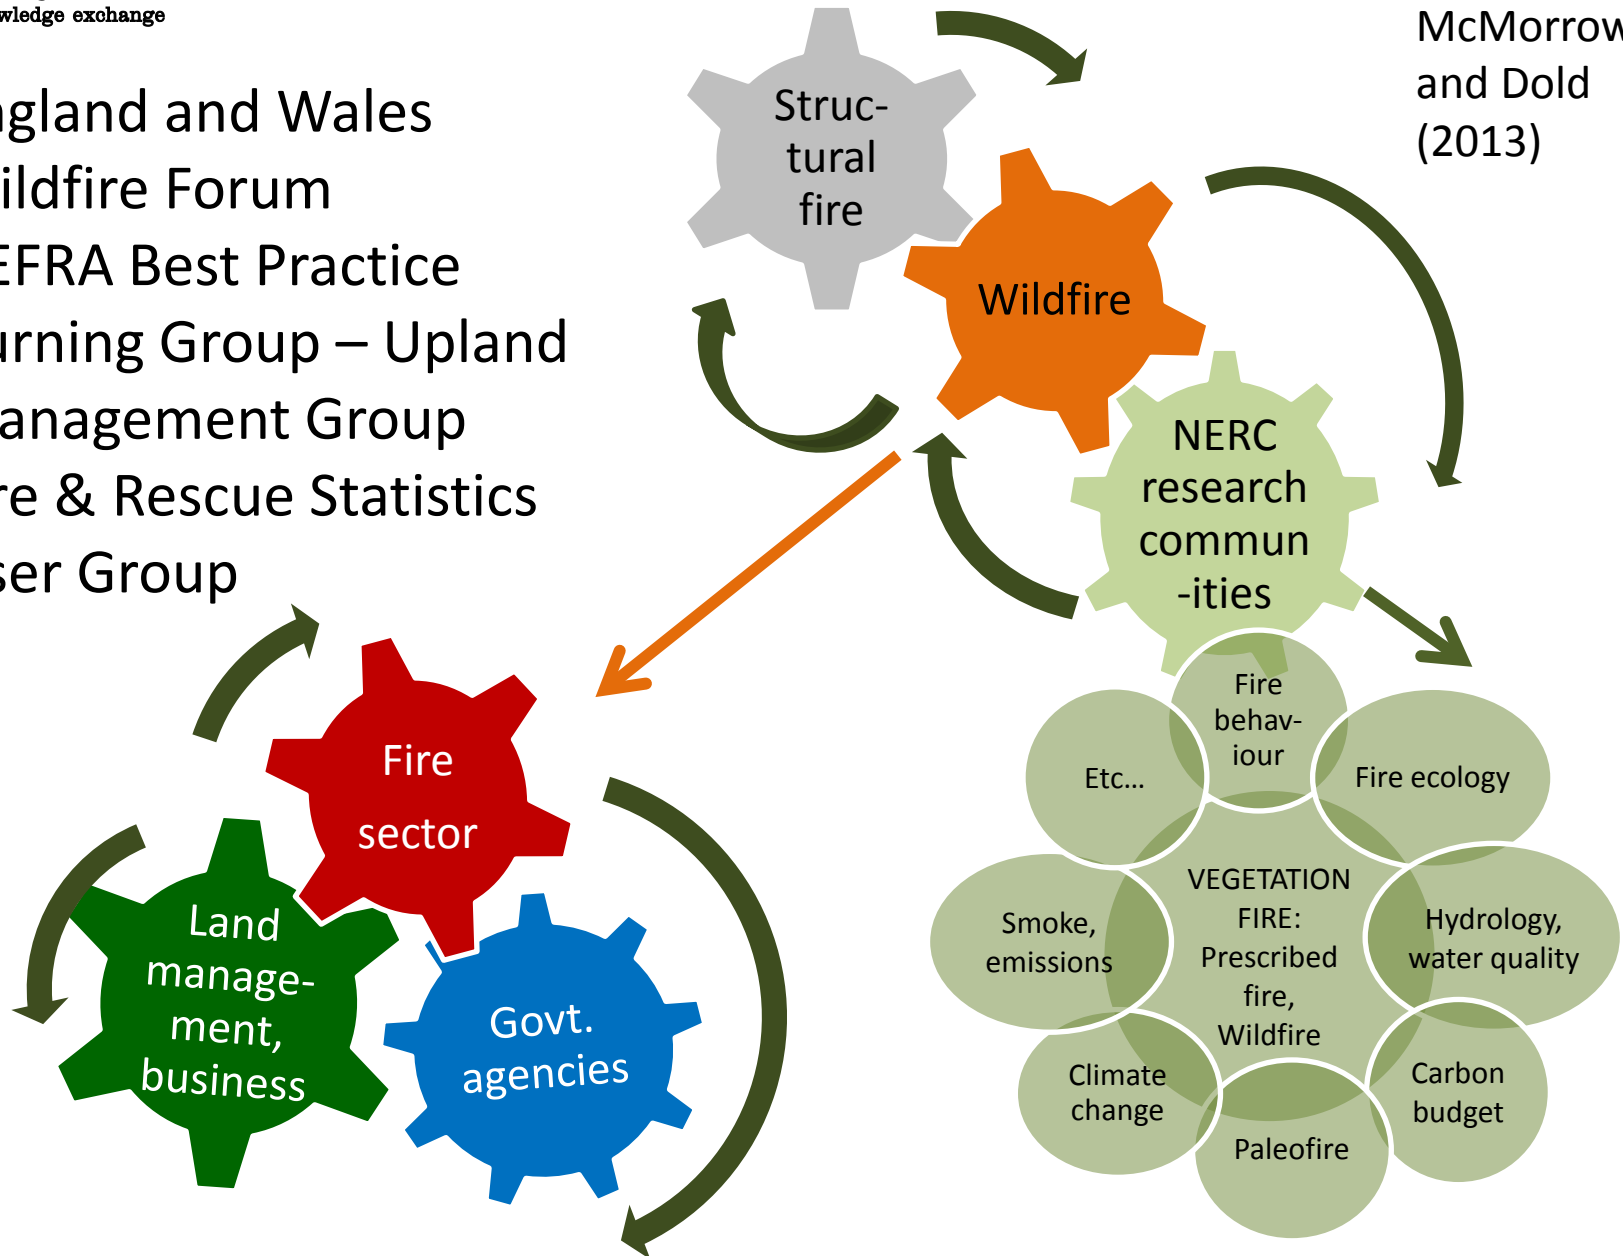 wledge exchange
McMorrow
and Dold
(2013)
ngland and Wales
ildfire Forum
EFRA Best Practice
urning Group – Upland
anagement Group
re & Rescue Statistics
ser Group
Struc-
tural
fire
Wildfire
NERC
research
commun
-ities
Fire
sector
Land
manage-
ment,
business
Govt.
agencies
Fire
behav-
iour
Etc...
Fire ecology
Smoke,
emissions
VEGETATION
FIRE:
Prescribed
fire,
Wildfire
Hydrology,
water quality
Climate
change
Carbon
budget
Paleofire